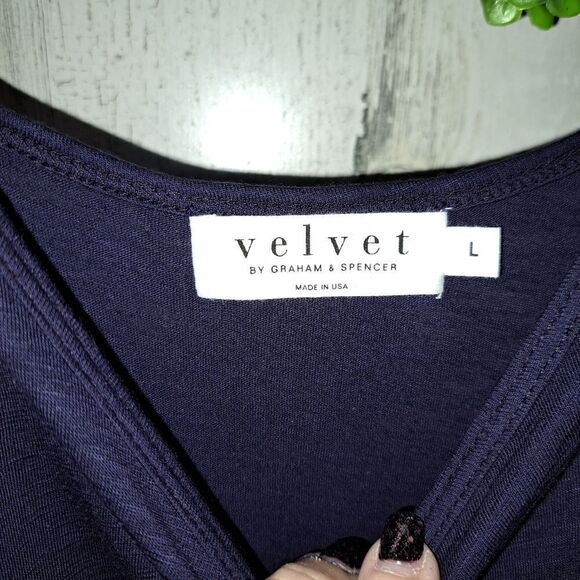 velvet
BY GRAHAM & SPENCER
MADE IN USA
L